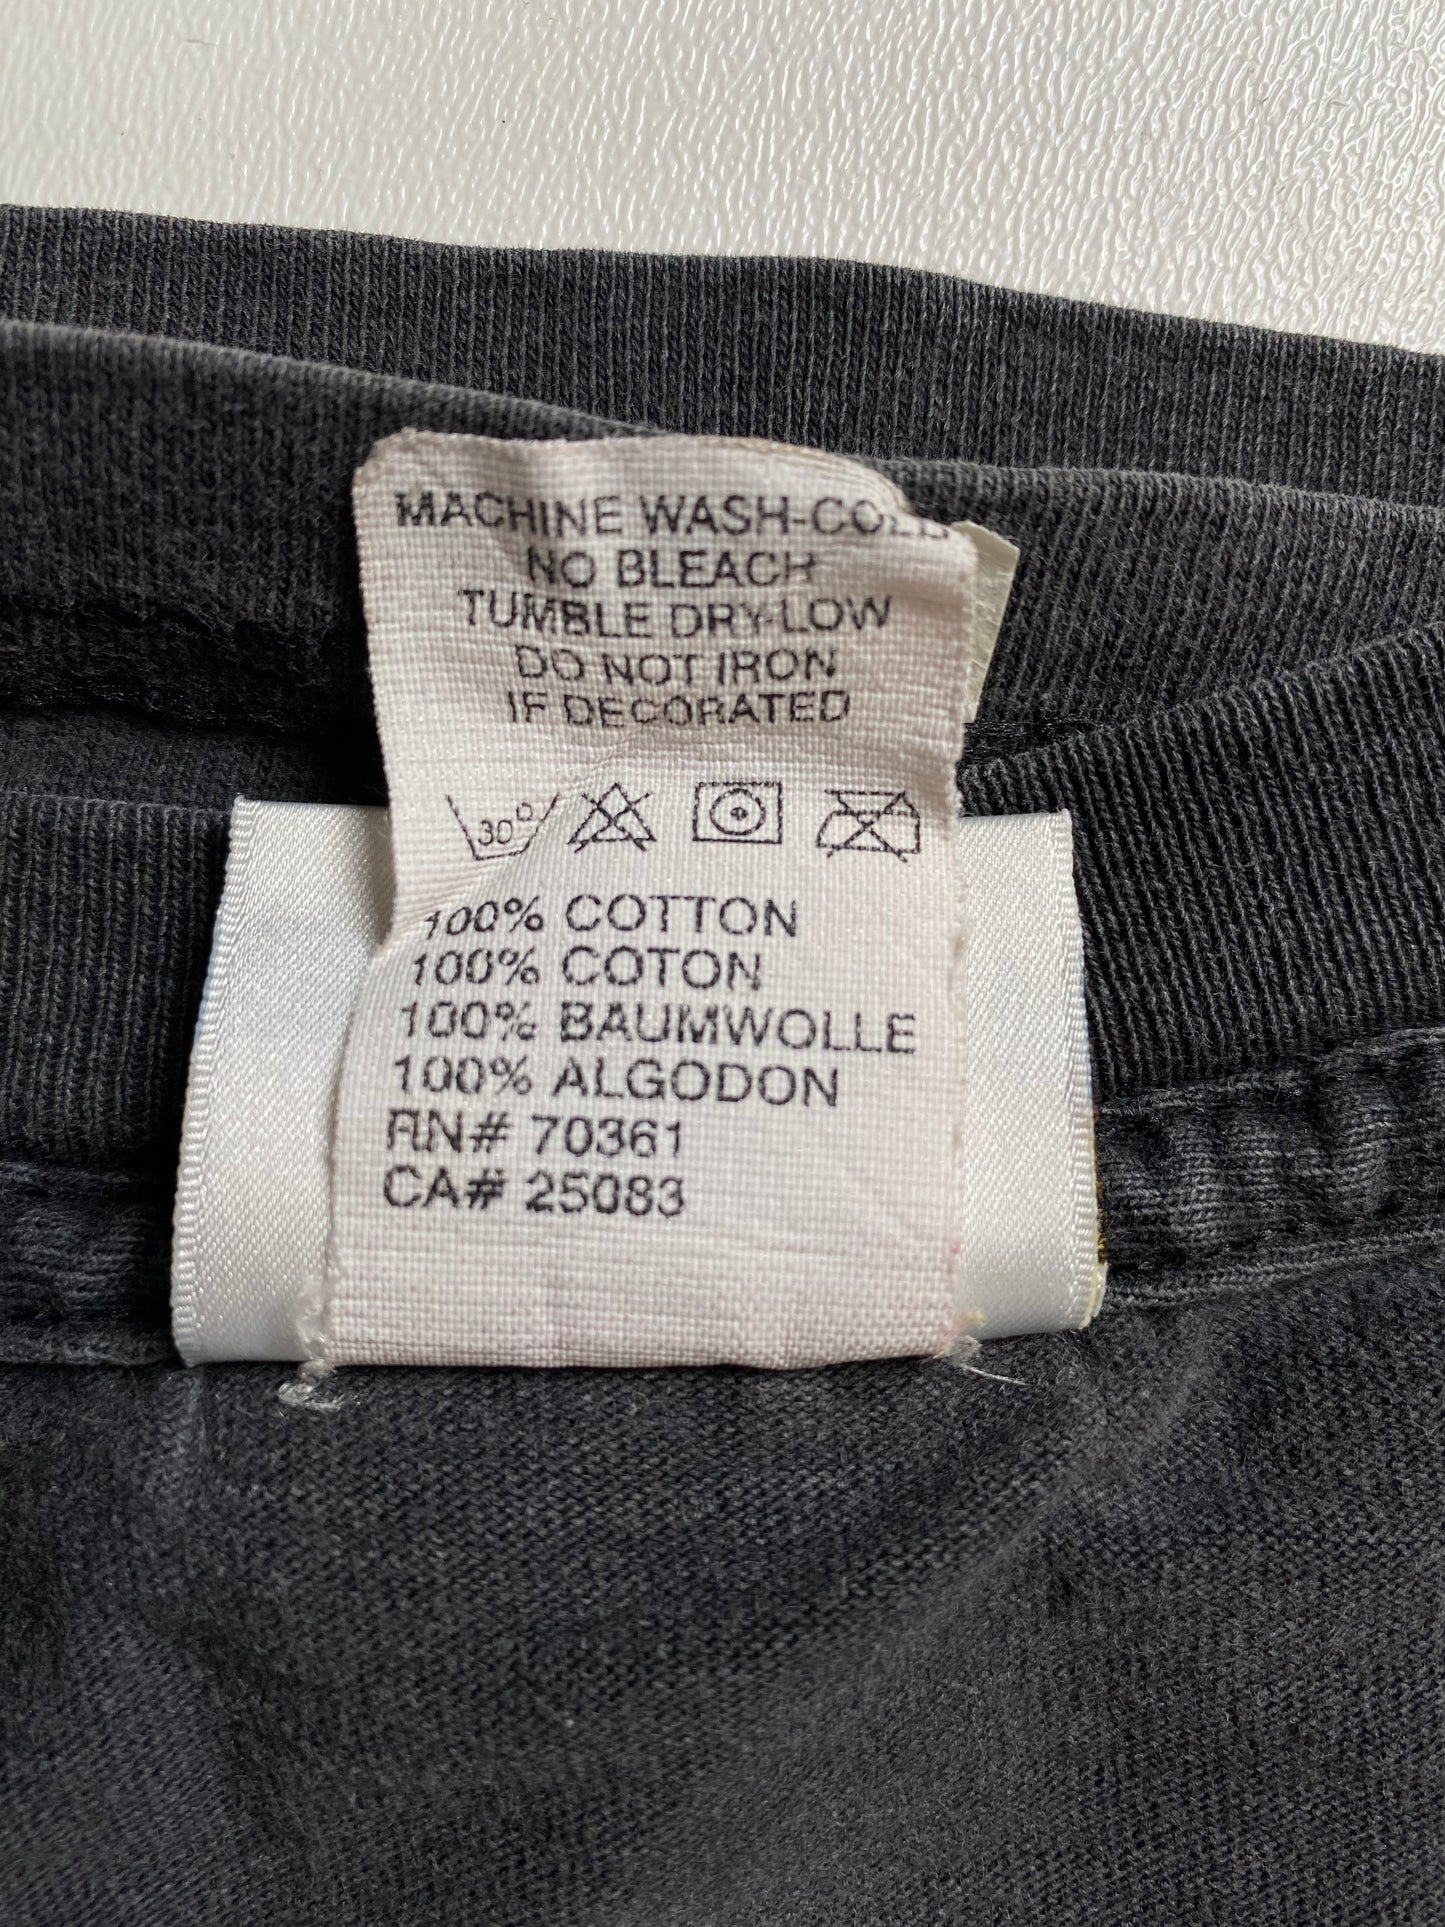 MACHINE WASH-COLD
NO BLEACH
TUMBLE DRY-LOW
DO NOT IRON
IF DECORATED
30°
100% COTTON
100% COTON
100% BAUMWOLLE
100% ALGODON
RN# 70361
CA# 25083